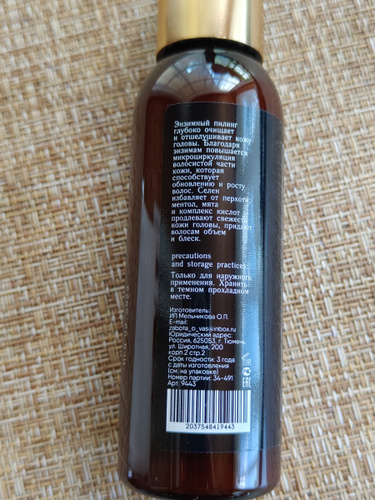 Энзимный пилинг
глубоко очищает
и отшелушивает кожу
головы. Благодаря
энзимам повышается
микроциркуляция
волосистой части
кожи, которая
способствует
обновлению и росту
волос. Селен
избавляет от перхоти,
ментол, мята
и комплекс кислот
продлевают свежесть
кожи головы, придают
волосам объем
и блеск.
precautions
and storage practices:
Только для наружного
применения. Хранить
в темном прохладном
месте.
Изготовитель:
ИП Мельникова О.П.
E-mail:
zabota_o_vas@inbox.ru
Юридический адрес:
Россия, 625053, г. Тюмень,
ул. Широтная, 200
корп.2 стр.2
Срок годности: 3 года
с даты изготовления
(см. на упаковке)
Номер партии: 34-491
Арт. 9443
EAC
2037548419443